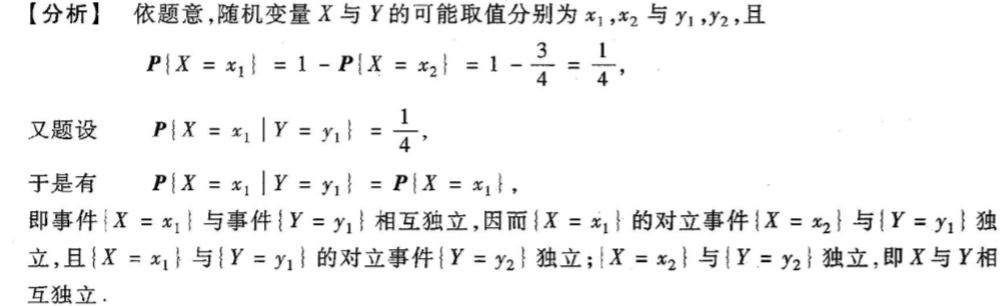 【分析】 依题意,随机变量 X 与 Y 的可能取值分别为 x₁,x₂ 与 y₁,y₂,且
P{X = x₁} = 1 - P{X = x₂} = 1 - 3/4 = 1/4,
又题设 P{X = x₁ | Y = y₁} = 1/4,
于是有 P{X = x₁ | Y = y₁} = P{X = x₁},
即事件{X = x₁}与事件{Y = y₁}相互独立,因而{X = x₁}的对立事件{X = x₂}与{Y = y₁}独
立,且{X = x₁}与{Y = y₁}的对立事件{Y = y₂}独立;{X = x₂}与{Y = y₂}独立,即 X 与 Y 相
互独立.